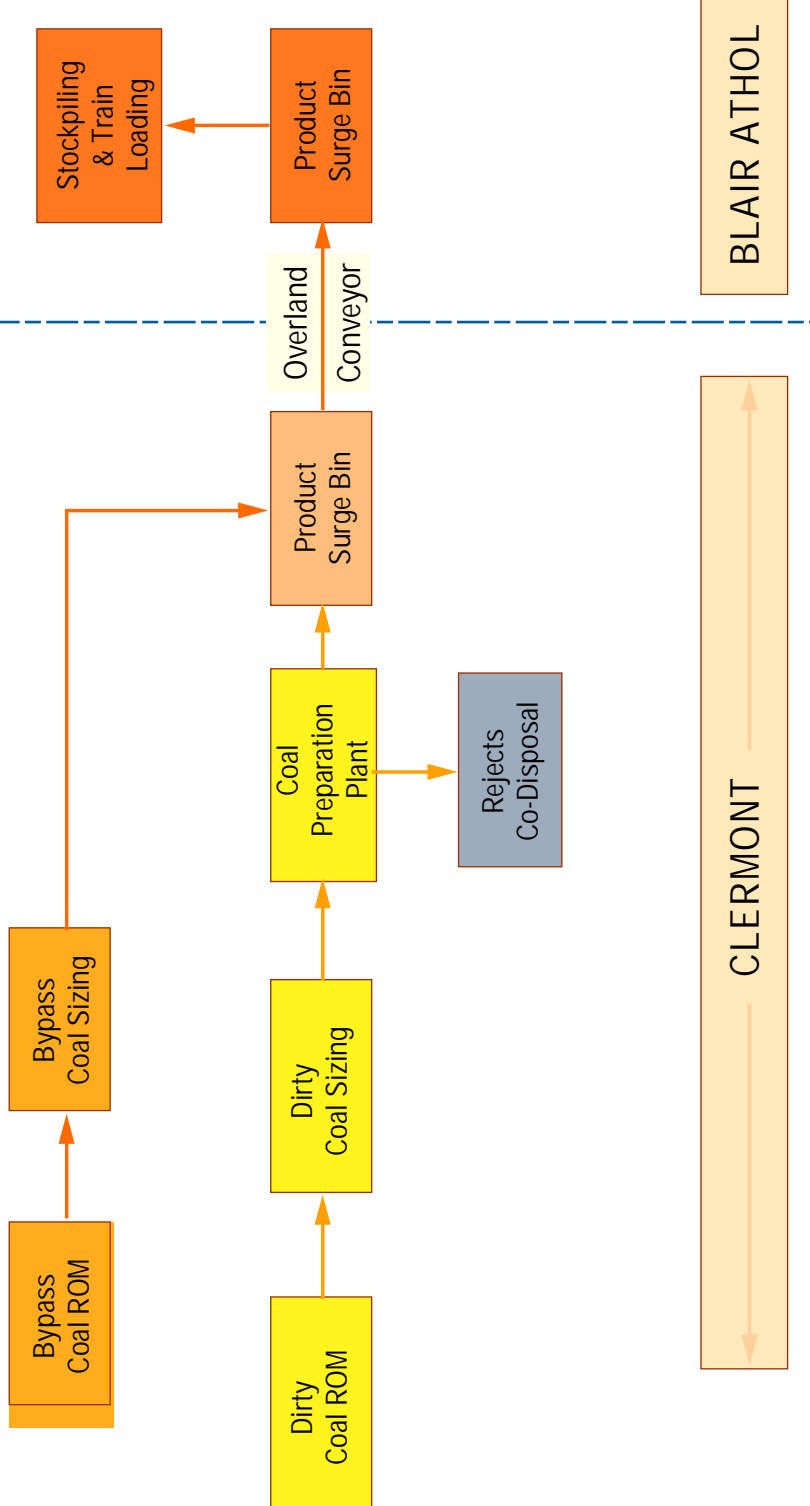 Bypass
Coal ROM
Bypass
Coal Sizing
Stockpiling
& Train
Loading
Dirty
Coal ROM
Dirty
Coal Sizing
Coal
Preparation
Plant
Product
Surge Bin
Overland
Conveyor
Product
Surge Bin
Rejects
Co-Disposal
CLERMONT
BLAIR ATHOL